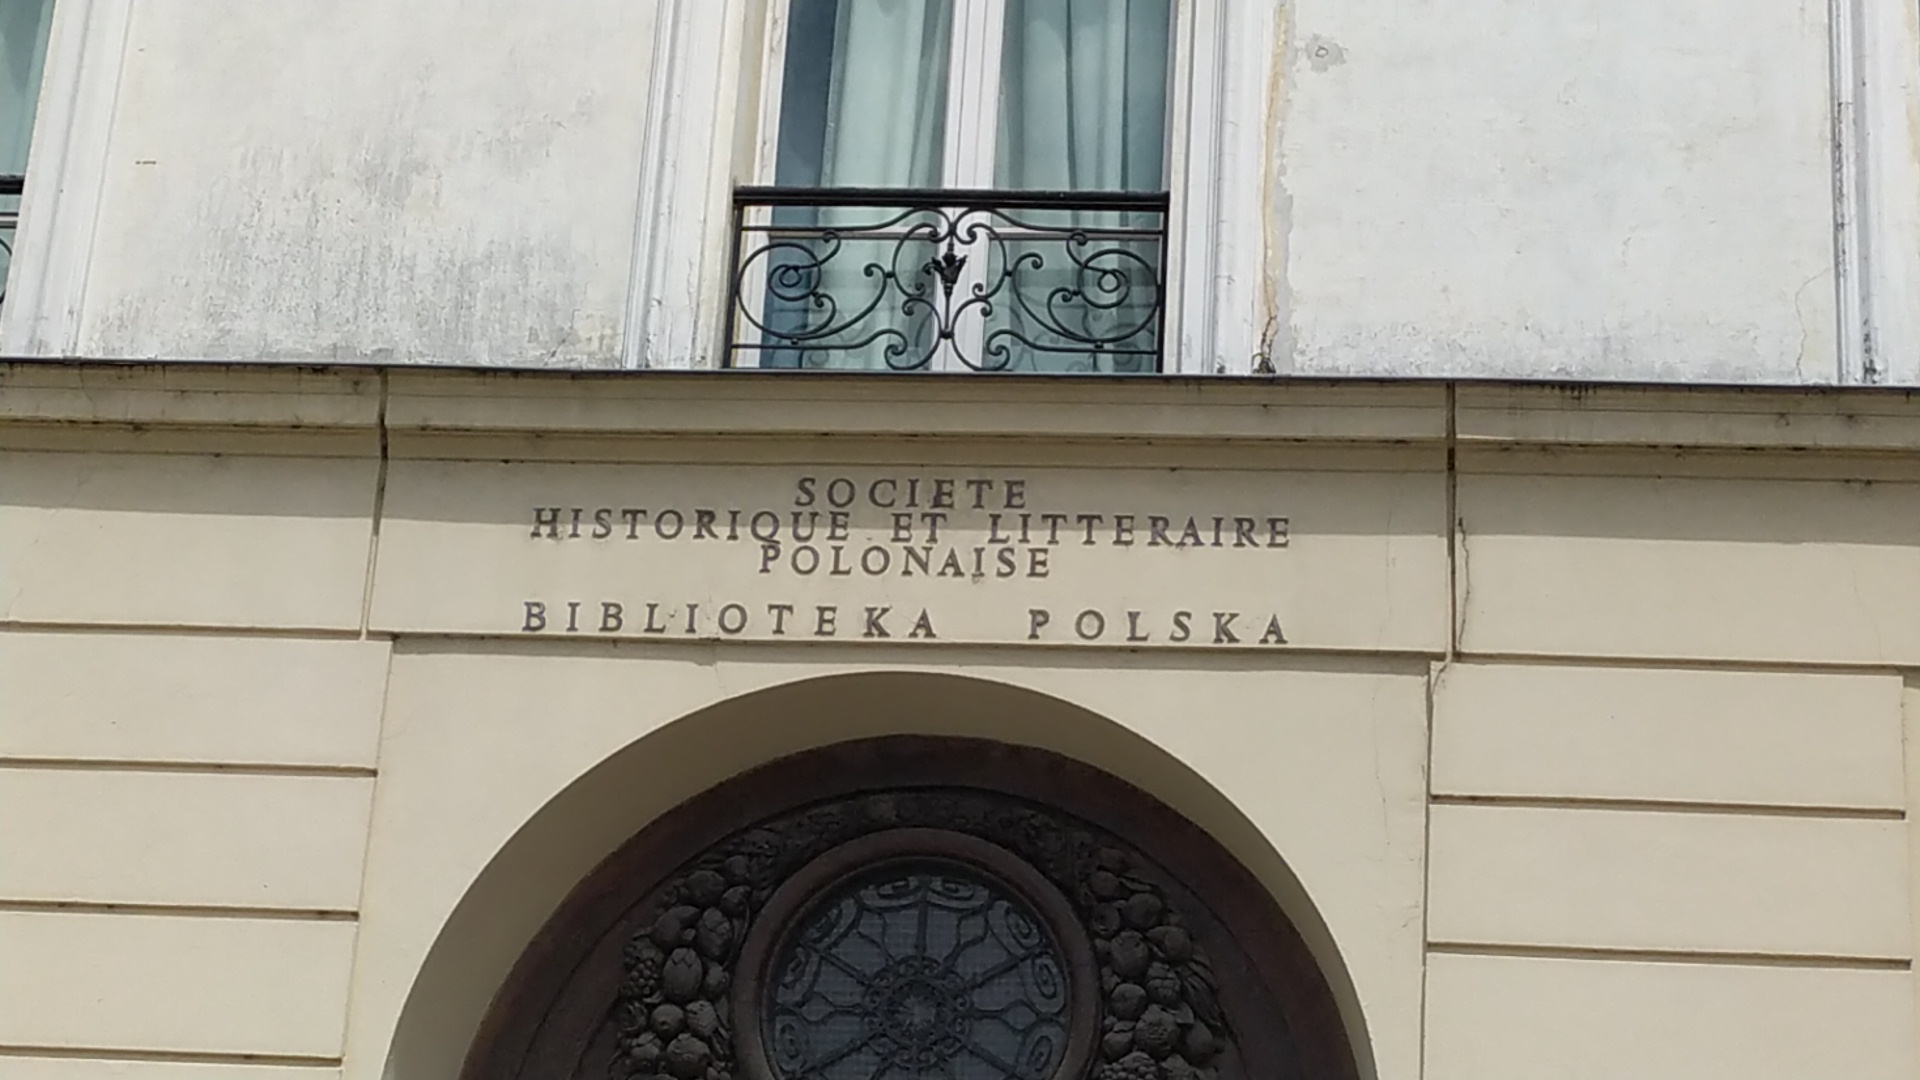 SOCIETE
HISTORIQUE ET LITTERAIRE
POLONAISE
BIBLIOTEKA POLSKA